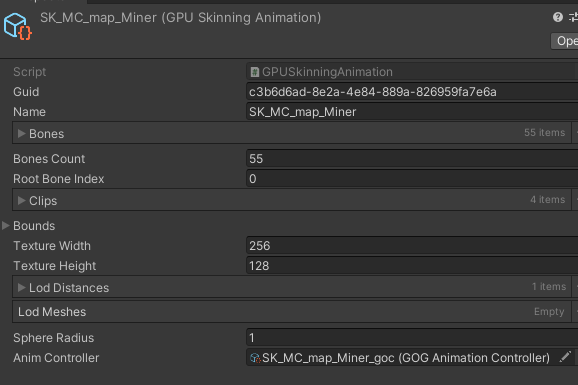 SK_MC_map_Miner (GPU Skinning Animation)
Ope
Script #GPUSkinningAnimation
Guid c3b6d6ad-8e2a-4e84-889a-826959fa7e6a
Name SK_MC_map_Miner
Bones 55 items
Bones Count 55
Root Bone Index 0
Clips 4 items
Bounds
Texture Width 256
Texture Height 128
Lod Distances 1 items
Lod Meshes Empty
Sphere Radius 1
Anim Controller SK_MC_map_Miner_goc (GOG Animation Controller)